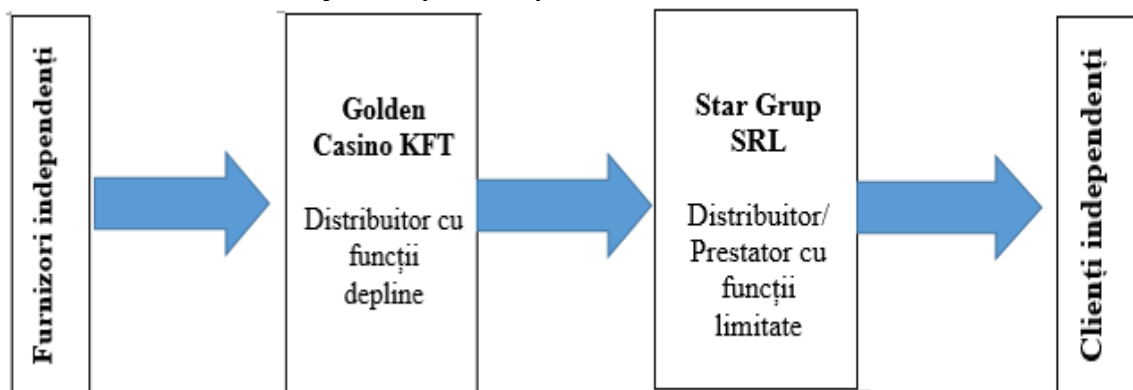 Furnizori independenți
Golden
Casino KFT
Distribuitor cu
funcții
depline
Star Grup
SRL
Distribuitor/
Prestator cu
funcții
limitate
Clienți independenți